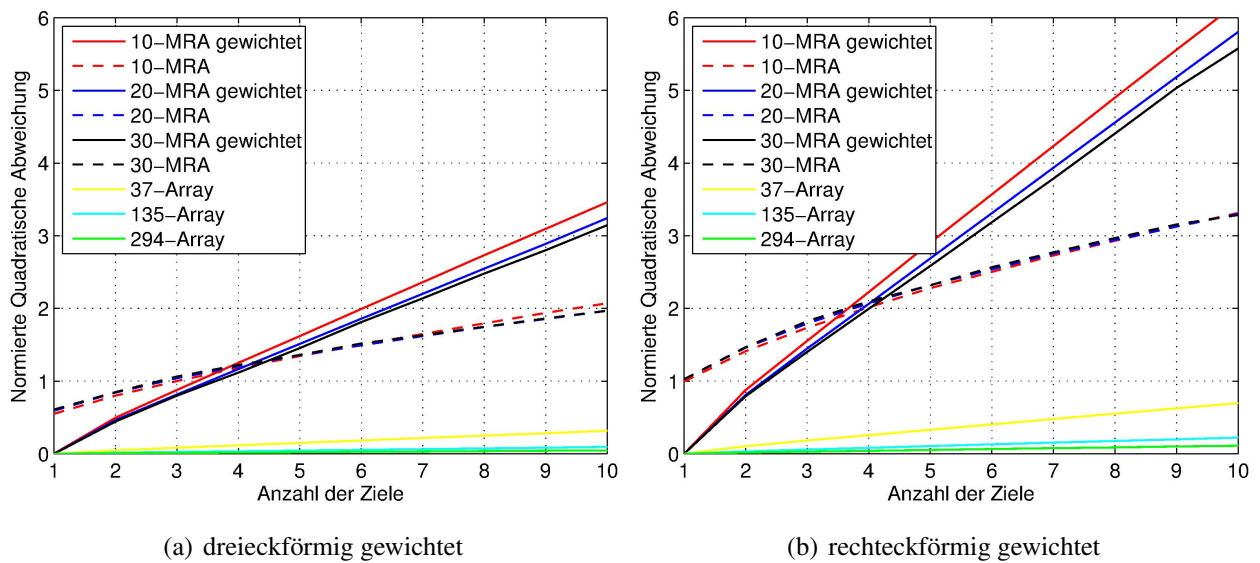 Normierte Quadratische Abweichung
6
5
4
3
2
1
0
10−MRA gewichtet
10−MRA
20−MRA gewichtet
20−MRA
30−MRA gewichtet
30−MRA
37−Array
135−Array
294−Array
1 2 3 4 5 6 7 8 9 10
Anzahl der Ziele
(a) dreieckförmig gewichtet
Normierte Quadratische Abweichung
6
5
4
3
2
1
0
10−MRA gewichtet
10−MRA
20−MRA gewichtet
20−MRA
30−MRA gewichtet
30−MRA
37−Array
135−Array
294−Array
1 2 3 4 5 6 7 8 9 10
Anzahl der Ziele
(b) rechteckförmig gewichtet